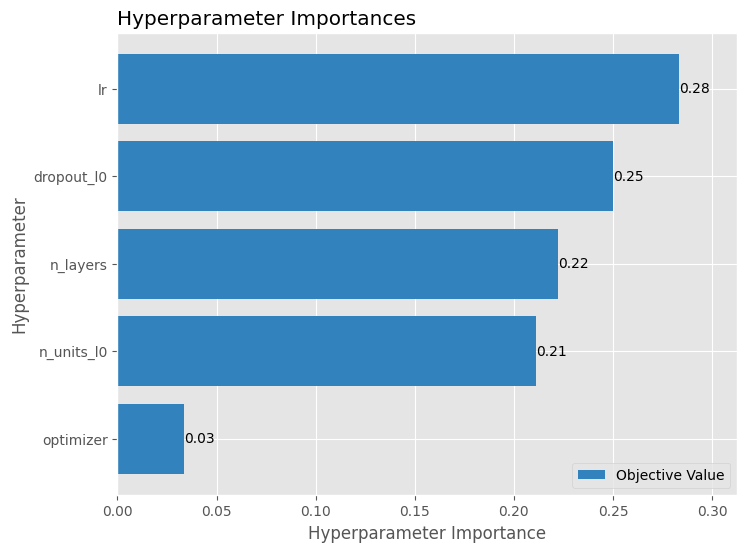 Hyperparameter Importances
Hyperparameter
lr
0.28
dropout_l0
0.25
n_layers
0.22
n_units_l0
0.21
optimizer
0.03
Objective Value
0.00 0.05 0.10 0.15 0.20 0.25 0.30
Hyperparameter Importance